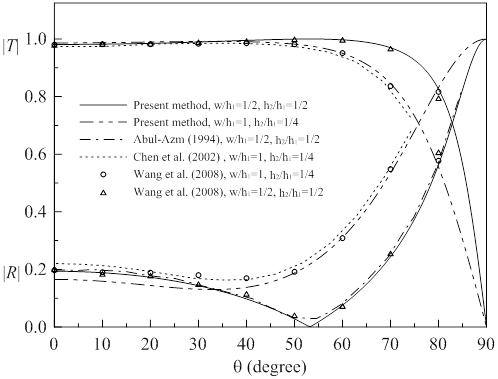 |T|
1.0
0.8
0.6
0.4
|R|
0.2
0.0
Present method, w/h1=1/2, h2/h1=1/2
Present method, w/h1=1, h2/h1=1/4
Abul-Azm (1994), w/h1=1/2, h2/h1=1/2
Chen et al. (2002) , w/h1=1, h2/h1=1/4
Wang et al. (2008), w/h1=1, h2/h1=1/4
Wang et al. (2008), w/h1=1/2, h2/h1=1/2
0 10 20 30 40 50 60 70 80 90
θ (degree)